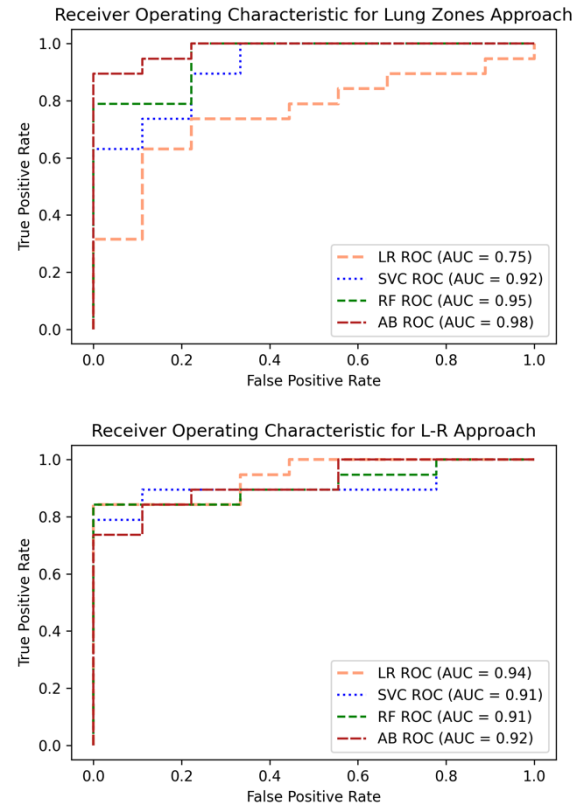 Receiver Operating Characteristic for Lung Zones Approach
1.0
0.8
0.6
0.4
0.2
0.0
True Positive Rate
LR ROC (AUC = 0.75)
SVC ROC (AUC = 0.92)
RF ROC (AUC = 0.95)
AB ROC (AUC = 0.98)
0.0 0.2 0.4 0.6 0.8 1.0
False Positive Rate
Receiver Operating Characteristic for L-R Approach
1.0
0.8
0.6
0.4
0.2
0.0
True Positive Rate
LR ROC (AUC = 0.94)
SVC ROC (AUC = 0.91)
RF ROC (AUC = 0.91)
AB ROC (AUC = 0.92)
0.0 0.2 0.4 0.6 0.8 1.0
False Positive Rate